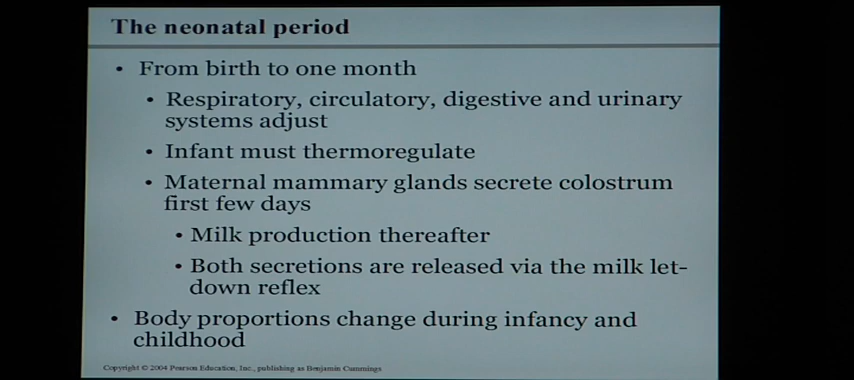 The neonatal period
• From birth to one month
• Respiratory, circulatory, digestive and urinary
systems adjust
• Infant must thermoregulate
• Maternal mammary glands secrete colostrum
first few days
• Milk production thereafter
• Both secretions are released via the milk let-
down reflex
• Body proportions change during infancy and
childhood
Copyright © 2004 Pearson Education, Inc., publishing as Benjamin Cummings